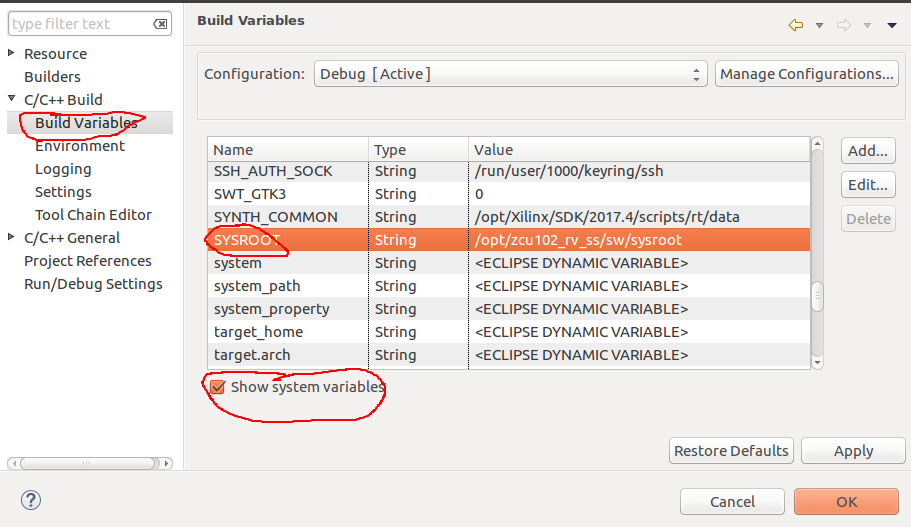 type filter text
Resource
Builders
C/C++ Build
Build Variables
Environment
Logging
Settings
Tool Chain Editor
C/C++ General
Project References
Run/Debug Settings
Build Variables
Configuration: Debug [Active] Manage Configurations...
Name Type Value
SSH_AUTH_SOCK String /run/user/1000/keyring/ssh
SWT_GTK3 String 0
SYNTH_COMMON String /opt/Xilinx/SDK/2017.4/scripts/rt/data
SYSROOT String /opt/zcu102_rv_ss/sw/sysroot
system String <ECLIPSE DYNAMIC VARIABLE>
system_path String <ECLIPSE DYNAMIC VARIABLE>
system_property String <ECLIPSE DYNAMIC VARIABLE>
target_home String <ECLIPSE DYNAMIC VARIABLE>
target.arch String <ECLIPSE DYNAMIC VARIABLE>
Add...
Edit...
Delete
Show system variables
Restore Defaults Apply
? Cancel OK